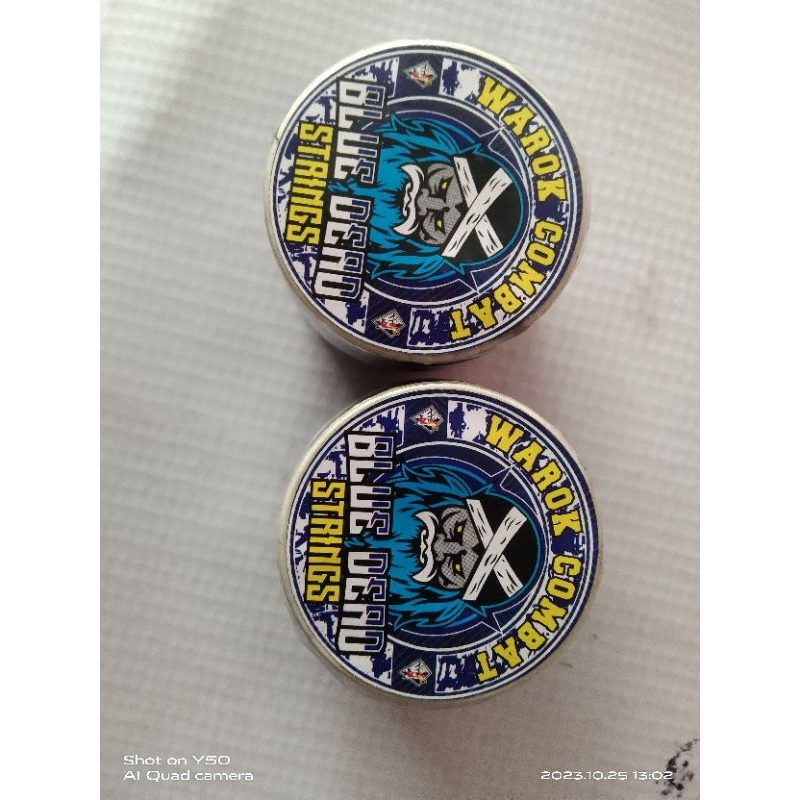 WAROK COMBAT
BLUE DEAD
STRINGS
WAROK COMBAT
BLUE DEAD
STRINGS
Shot on Y50
AI Quad camera
2023.10.25 13:02